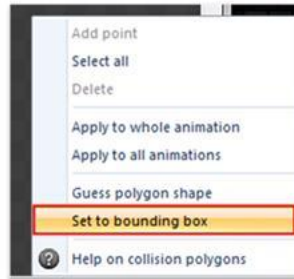 Add point
Select all
Delete
Apply to whole animation
Apply to all animations
Guess polygon shape
Set to bounding box
? Help on collision polygons